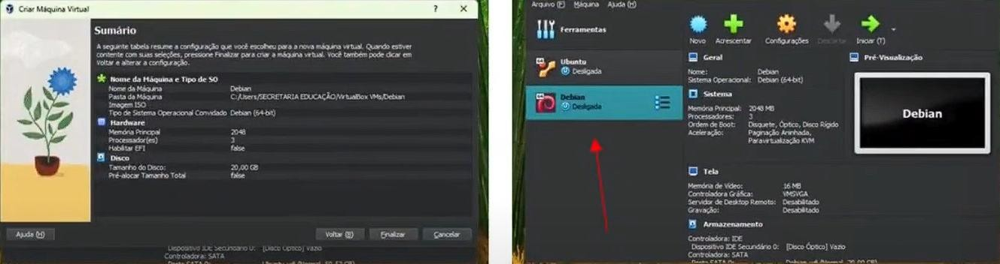 Criar Máquina Virtual
?
Sumário
A seguinte tabela resume a configuração que você escolheu para a nova máquina virtual. Quando estiver
contente com suas seleções, pressione Finalizar para criar a máquina virtual. Você também pode clicar em
Voltar e alterar a configuração.
Nome da Máquina e Tipo de SO
Nome da Máquina Debian
Pasta da Máquina C:/Users/SECRETARIA EDUCAÇÃO/VirtualBox VMs/Debian
Imagem ISO
Tipo de Sistema Operacional Convidado Debian (64-bit)
Hardware
Memória Principal 2048
Processador(es) 3
Habilitar EFI false
Disco
Tamanho do Disco: 20,00 GB
Pré-alocar Tamanho Total false
Ajuda (H) Voltar (B) Finalizar Cancelar
Dispositivo IDE Secundário 0: [Disco Óptico] Vazio
Controladora: SATA
Arquivo (F) Máquina Ajuda (H)
Ferramentas
Novo Acrescentar Configurações Descartar Iniciar (T)
64 Ubuntu
Desligada
64 Debian
Desligada
Geral
Nome: Debian
Sistema Operacional: Debian (64-bit)
Sistema
Memória Principal: 2048 MB
Processadores: 3
Ordem de Boot: Disquete, Óptico, Disco Rígido
Aceleração: Paginação Aninhada,
Paravirtualização KVM
Pré-Visualização
Debian
Tela
Memória de Vídeo: 16 MB
Controladora Gráfica: VMSVGA
Servidor de Desktop Remoto: Desabilitado
Gravação: Desabilitado
Armazenamento
Controladora: IDE
Dispositivo IDE Secundário 0: [Disco Óptico] Vazio
Controladora: SATA